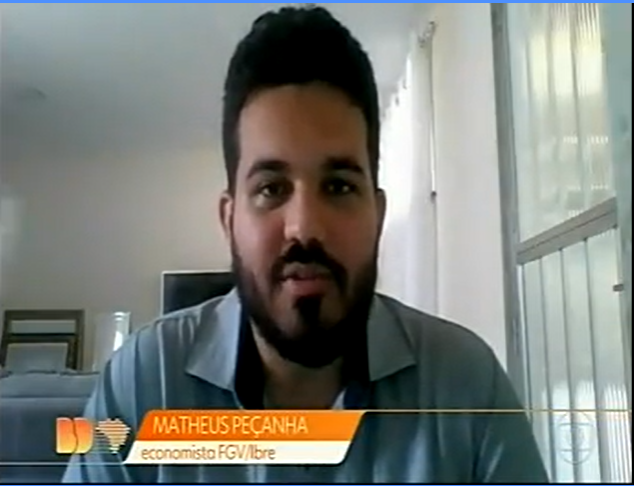 MATHEUS PEÇANHA
economista FGV/Ibre